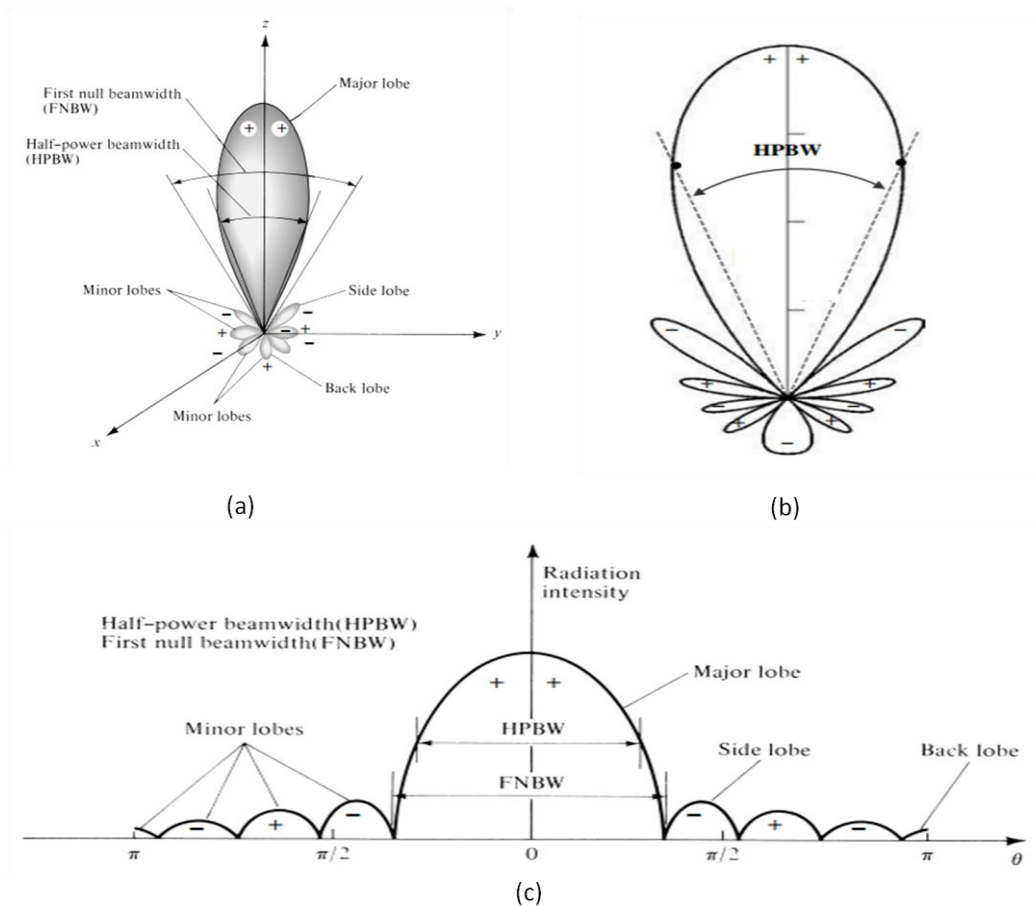 z
First null beamwidth
(FNBW)
Major lobe
+ +
Half-power beamwidth
(HPBW)
Minor lobes
Side lobe
− −
+ − +
− −
+
y
Back lobe
Minor lobes
x
(a)
(b)
+ +
HPBW
− −
+ +
− −
+ +
−
(c)
Radiation
intensity
Half-power beamwidth(HPBW)
First null beamwidth(FNBW)
+ +
Major lobe
Minor lobes
HPBW
Side lobe
Back lobe
FNBW
− + − − + −
π π/2 0 π/2 π θ